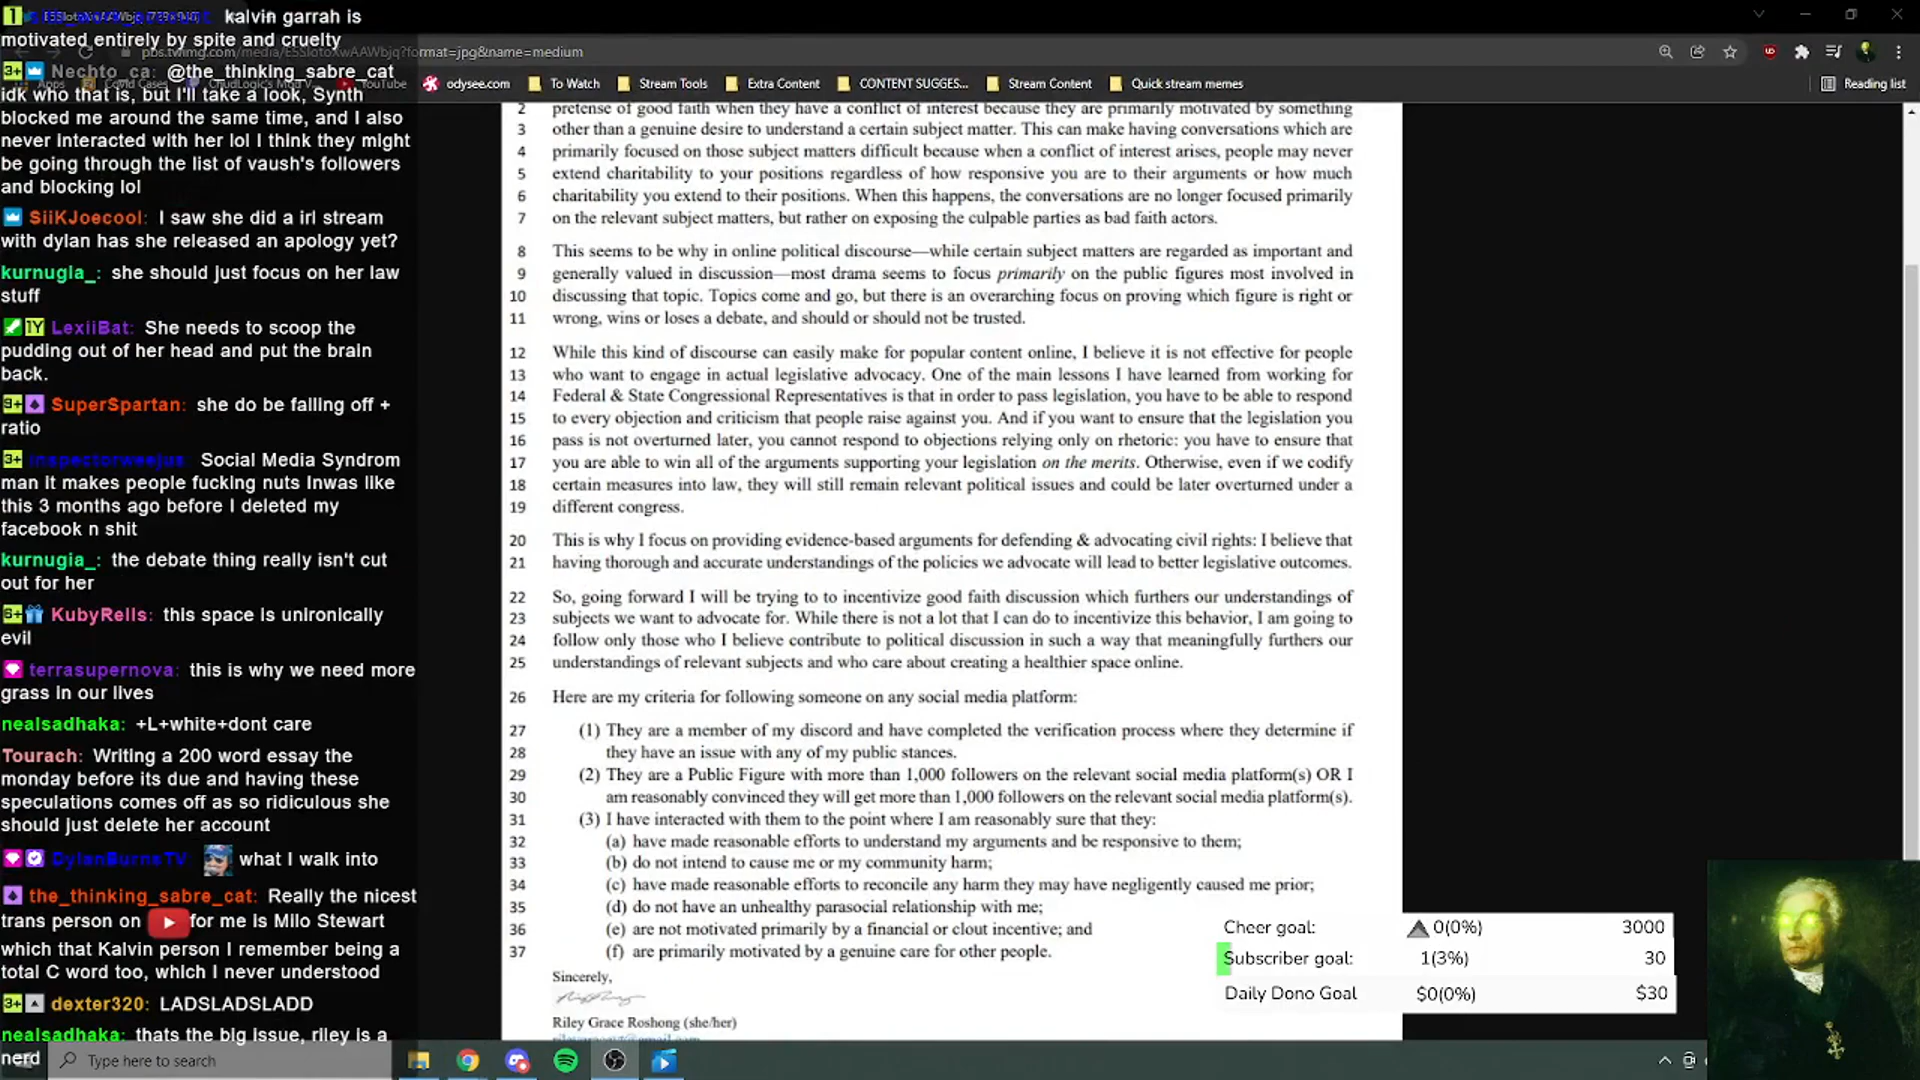 kalvin garrah is
motivated entirely by spite and cruelty
3+ Nechto_ca: @the_thinking_sabre_cat
idk who that is, but I'll take a look, Synth
blocked me around the same time, and I also
never interacted with her lol I think they might
be going through the list of vaush's followers
and blocking lol
SiiKJoecool: I saw she did a irl stream
with dylan has she released an apology yet?
kurnugia_: she should just focus on her law
stuff
1Y LexiiBat: She needs to scoop the
pudding out of her head and put the brain
back.
3+ SuperSpartan: she do be falling off +
ratio
3+ inspectorweejus: Social Media Syndrom
man it makes people fucking nuts Inwas like
this 3 months ago before I deleted my
facebook n shit
kurnugia_: the debate thing really isn't cut
out for her
6+ KubyRells: this space is unironically
evil
terrasupernova: this is why we need more
grass in our lives
nealsadhaka: +L+white+dont care
Tourach: Writing a 200 word essay the
monday before its due and having these
speculations comes off as so ridiculous she
should just delete her account
DylanBurnsTV: what I walk into
the_thinking_sabre_cat: Really the nicest
trans person on for me is Milo Stewart
which that Kalvin person I remember being a
total C word too, which I never understood
3+ dexter320: LADSLADSLADD
nealsadhaka: thats the big issue, riley is a
nerd
pbs.twimg.com/media/E5SlotoXwAAWbjq?format=jpg&name=medium
Apps
Covid Cases
YouTube
odysee.com
To Watch
Stream Tools
Extra Content
CONTENT SUGGES...
Stream Content
Quick stream memes
Reading list
2 pretense of good faith when they have a conflict of interest because they are primarily motivated by something
3 other than a genuine desire to understand a certain subject matter. This can make having conversations which are
4 primarily focused on those subject matters difficult because when a conflict of interest arises, people may never
5 extend charitability to your positions regardless of how responsive you are to their arguments or how much
6 charitability you extend to their positions. When this happens, the conversations are no longer focused primarily
7 on the relevant subject matters, but rather on exposing the culpable parties as bad faith actors.
8 This seems to be why in online political discourse—while certain subject matters are regarded as important and
9 generally valued in discussion—most drama seems to focus primarily on the public figures most involved in
10 discussing that topic. Topics come and go, but there is an overarching focus on proving which figure is right or
11 wrong, wins or loses a debate, and should or should not be trusted.
12 While this kind of discourse can easily make for popular content online, I believe it is not effective for people
13 who want to engage in actual legislative advocacy. One of the main lessons I have learned from working for
14 Federal & State Congressional Representatives is that in order to pass legislation, you have to be able to respond
15 to every objection and criticism that people raise against you. And if you want to ensure that the legislation you
16 pass is not overturned later, you cannot respond to objections relying only on rhetoric: you have to ensure that
17 you are able to win all of the arguments supporting your legislation on the merits. Otherwise, even if we codify
18 certain measures into law, they will still remain relevant political issues and could be later overturned under a
19 different congress.
20 This is why I focus on providing evidence-based arguments for defending & advocating civil rights: I believe that
21 having thorough and accurate understandings of the policies we advocate will lead to better legislative outcomes.
22 So, going forward I will be trying to to incentivize good faith discussion which furthers our understandings of
23 subjects we want to advocate for. While there is not a lot that I can do to incentivize this behavior, I am going to
24 follow only those who I believe contribute to political discussion in such a way that meaningfully furthers our
25 understandings of relevant subjects and who care about creating a healthier space online.
26 Here are my criteria for following someone on any social media platform:
27 (1) They are a member of my discord and have completed the verification process where they determine if
28 they have an issue with any of my public stances.
29 (2) They are a Public Figure with more than 1,000 followers on the relevant social media platform(s) OR I
30 am reasonably convinced they will get more than 1,000 followers on the relevant social media platform(s).
31 (3) I have interacted with them to the point where I am reasonably sure that they:
32 (a) have made reasonable efforts to understand my arguments and be responsive to them;
33 (b) do not intend to cause me or my community harm;
34 (c) have made reasonable efforts to reconcile any harm they may have negligently caused me prior;
35 (d) do not have an unhealthy parasocial relationship with me;
36 (e) are not motivated primarily by a financial or clout incentive; and
37 (f) are primarily motivated by a genuine care for other people.
Sincerely,
Riley Grace Roshong (she/her)
Cheer goal: 0(0%) 3000
Subscriber goal: 1(3%) 30
Daily Dono Goal $0(0%) $30
Type here to search